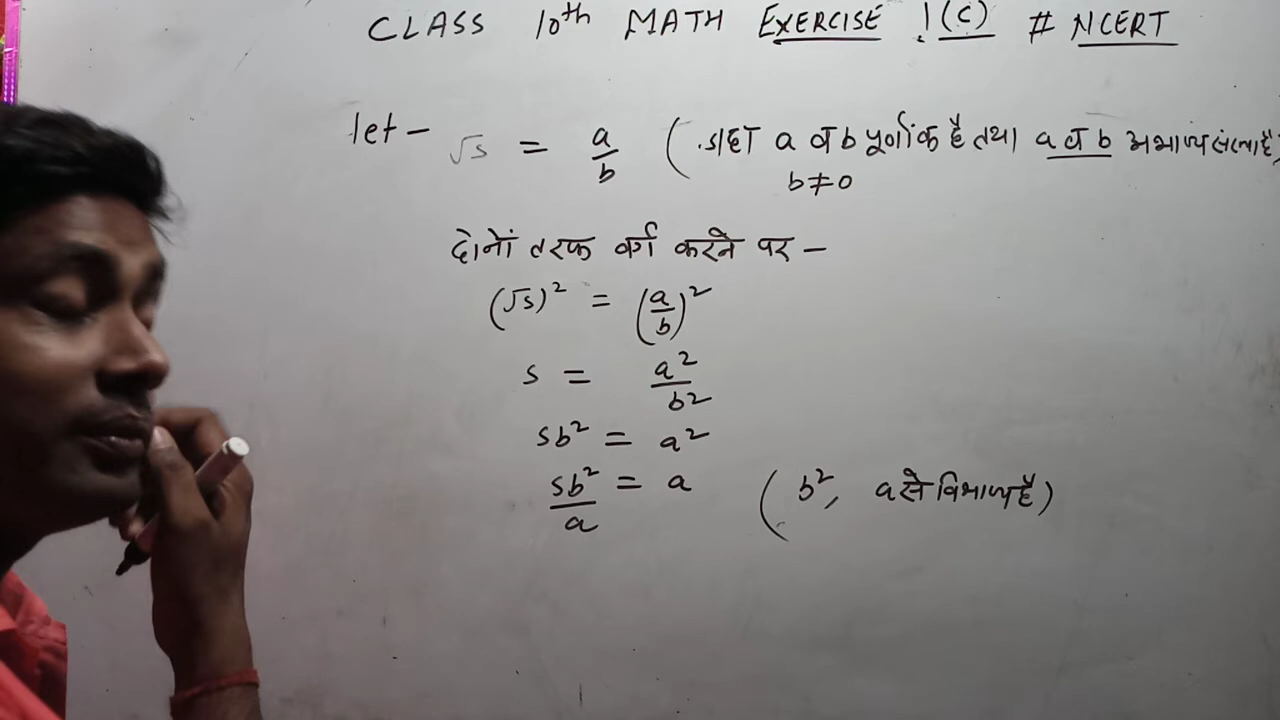 CLASS 10th MATH EXERCISE 1(C) # NCERT
let - √5 = a/b (जहा a व b पूर्णांक है तथा a व b अभाज्य संख्या है)
b ≠ 0
दोनों तरफ वर्ग करने पर -
(√5)² = (a/b)²
5 = a²/b²
5b² = a²
5b²/a = a (b², a से विभाज्य है)